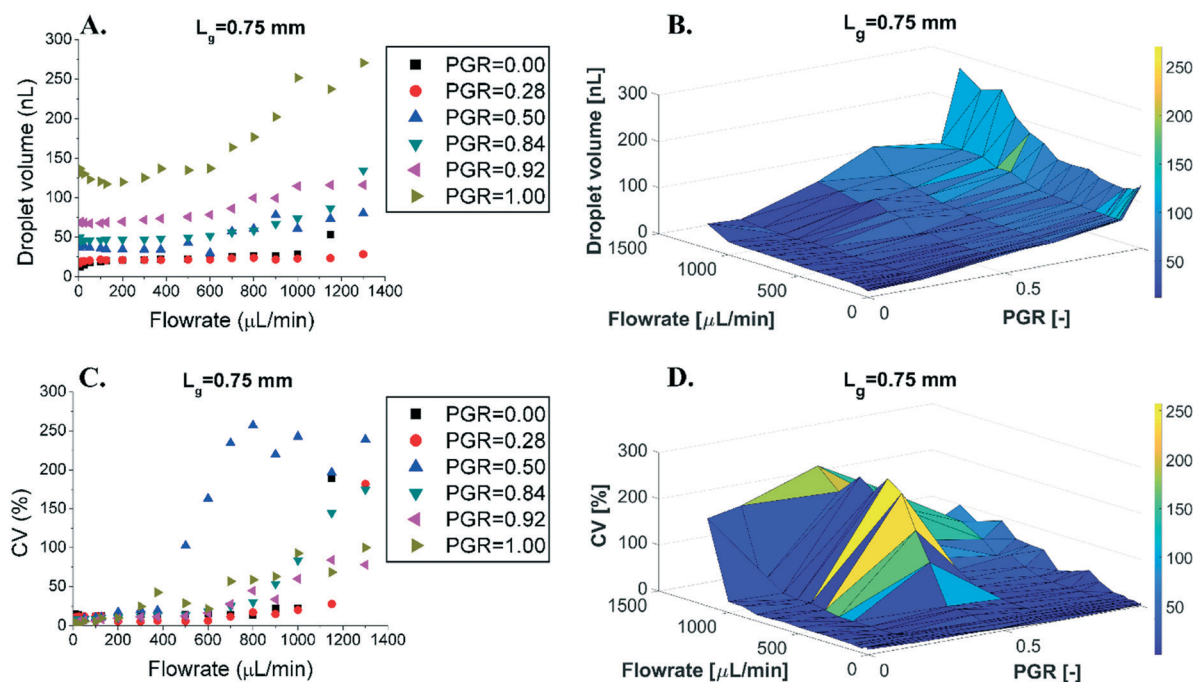 A.
L_g=0.75 mm
Droplet volume (nL)
300
250
200
150
100
50
0
0 200 400 600 800 1000 1200 1400
Flowrate (µL/min)
PGR=0.00
PGR=0.28
PGR=0.50
PGR=0.84
PGR=0.92
PGR=1.00
B.
L_g=0.75 mm
Droplet volume [nL]
300
200
100
0
1500
1000
500
0
Flowrate [µL/min]
0
0.5
PGR [-]
250
200
150
100
50
C.
L_g=0.75 mm
CV (%)
300
250
200
150
100
50
0
0 200 400 600 800 1000 1200 1400
Flowrate (µL/min)
PGR=0.00
PGR=0.28
PGR=0.50
PGR=0.84
PGR=0.92
PGR=1.00
D.
L_g=0.75 mm
CV [%]
300
200
100
0
1500
1000
500
0
Flowrate [µL/min]
0
0.5
PGR [-]
250
200
150
100
50